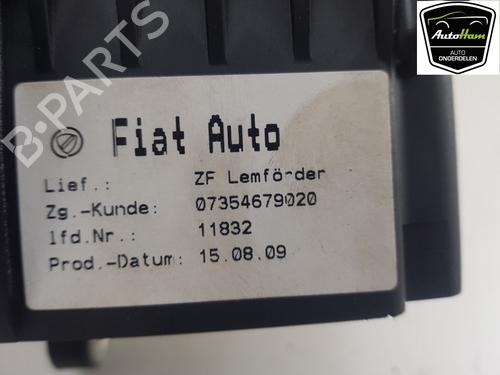 AutoHam
AUTO
ONDERDELEN
B-PARTS
Fiat Auto
Lief.: ZF Lemförder
Zg.-Kunde: 07354679020
lfd.Nr.: 11832
Prod.-Datum: 15.08.09